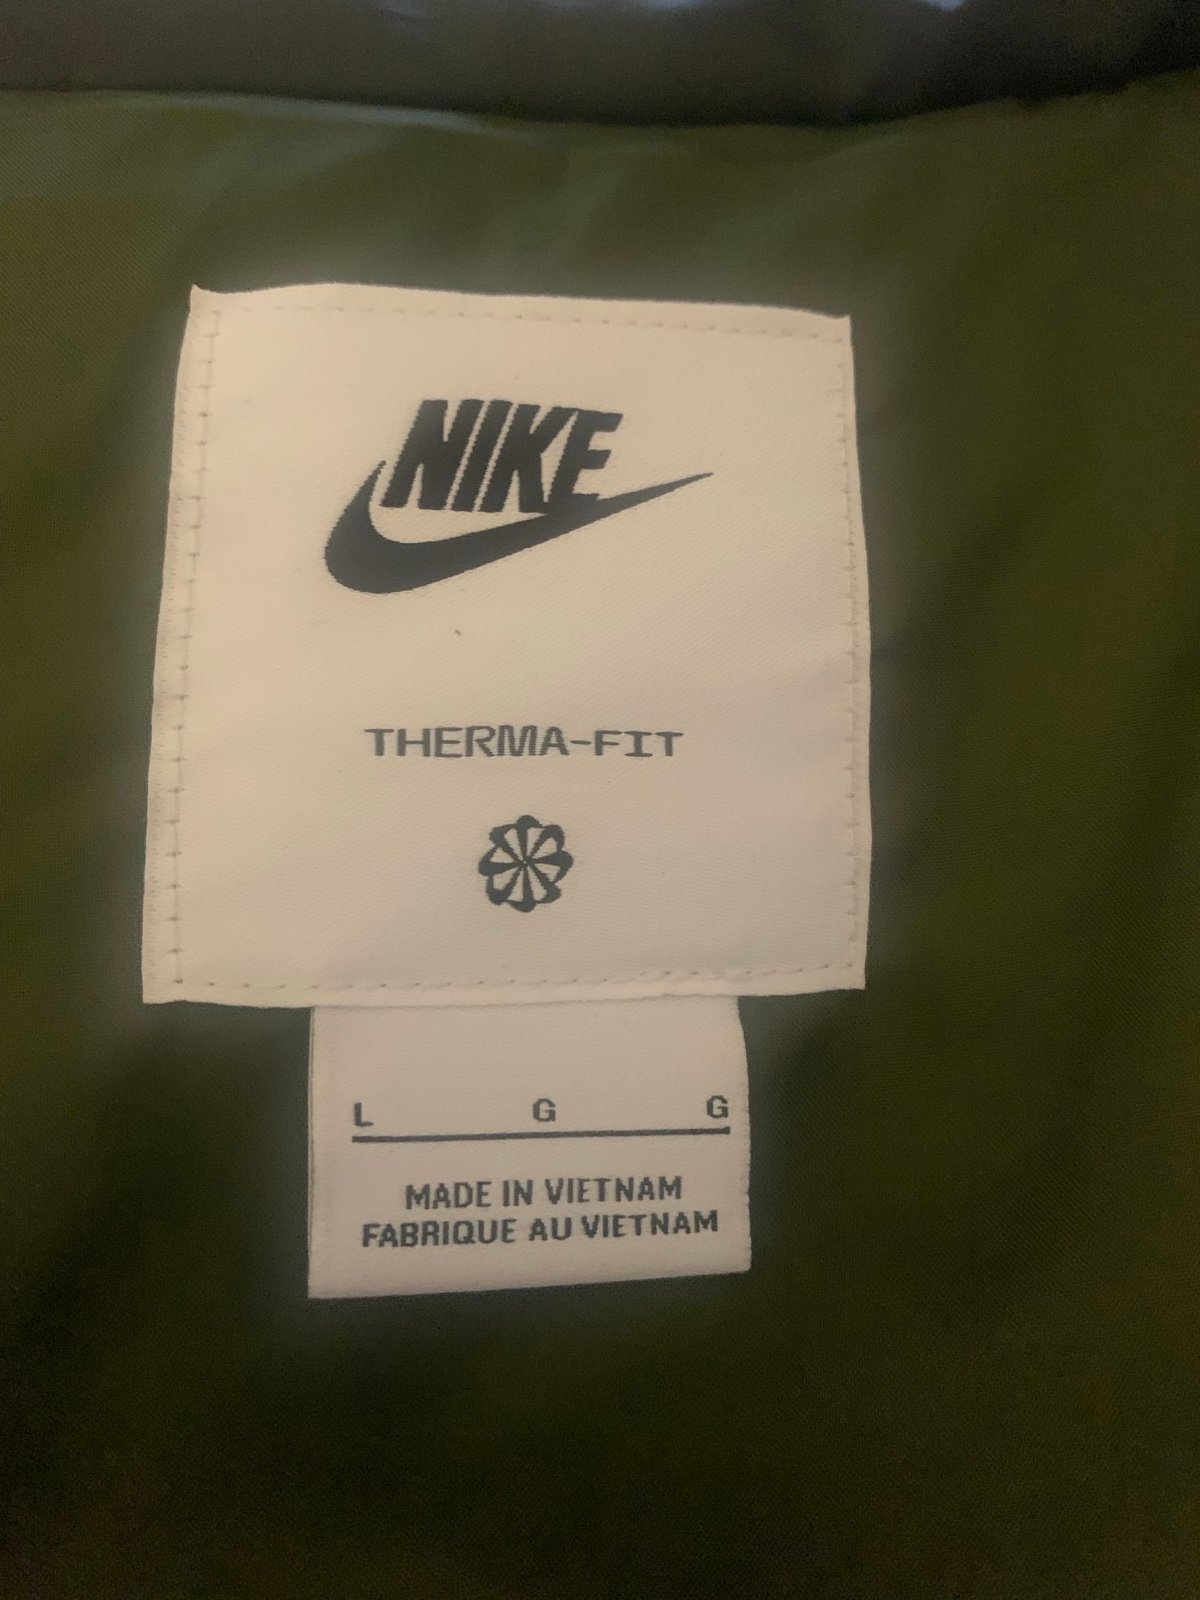 NIKE
THERMA-FIT
L G G
MADE IN VIETNAM
FABRIQUE AU VIETNAM